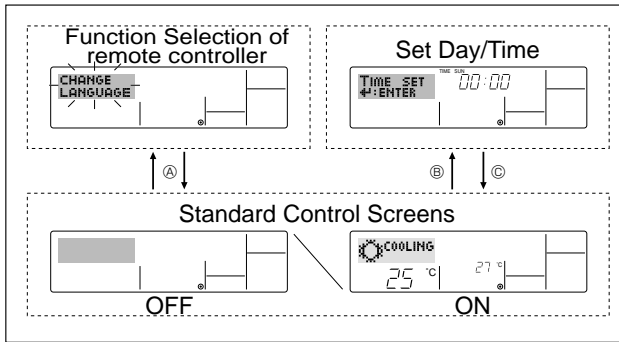 Function Selection of
remote controller
CHANGE
LANGUAGE
Set Day/Time
TIME SUN
TIME SET 00:00
↵:ENTER
Ⓐ Ⓑ Ⓒ
Standard Control Screens
COOLING
25 °C 27 °C
OFF ON